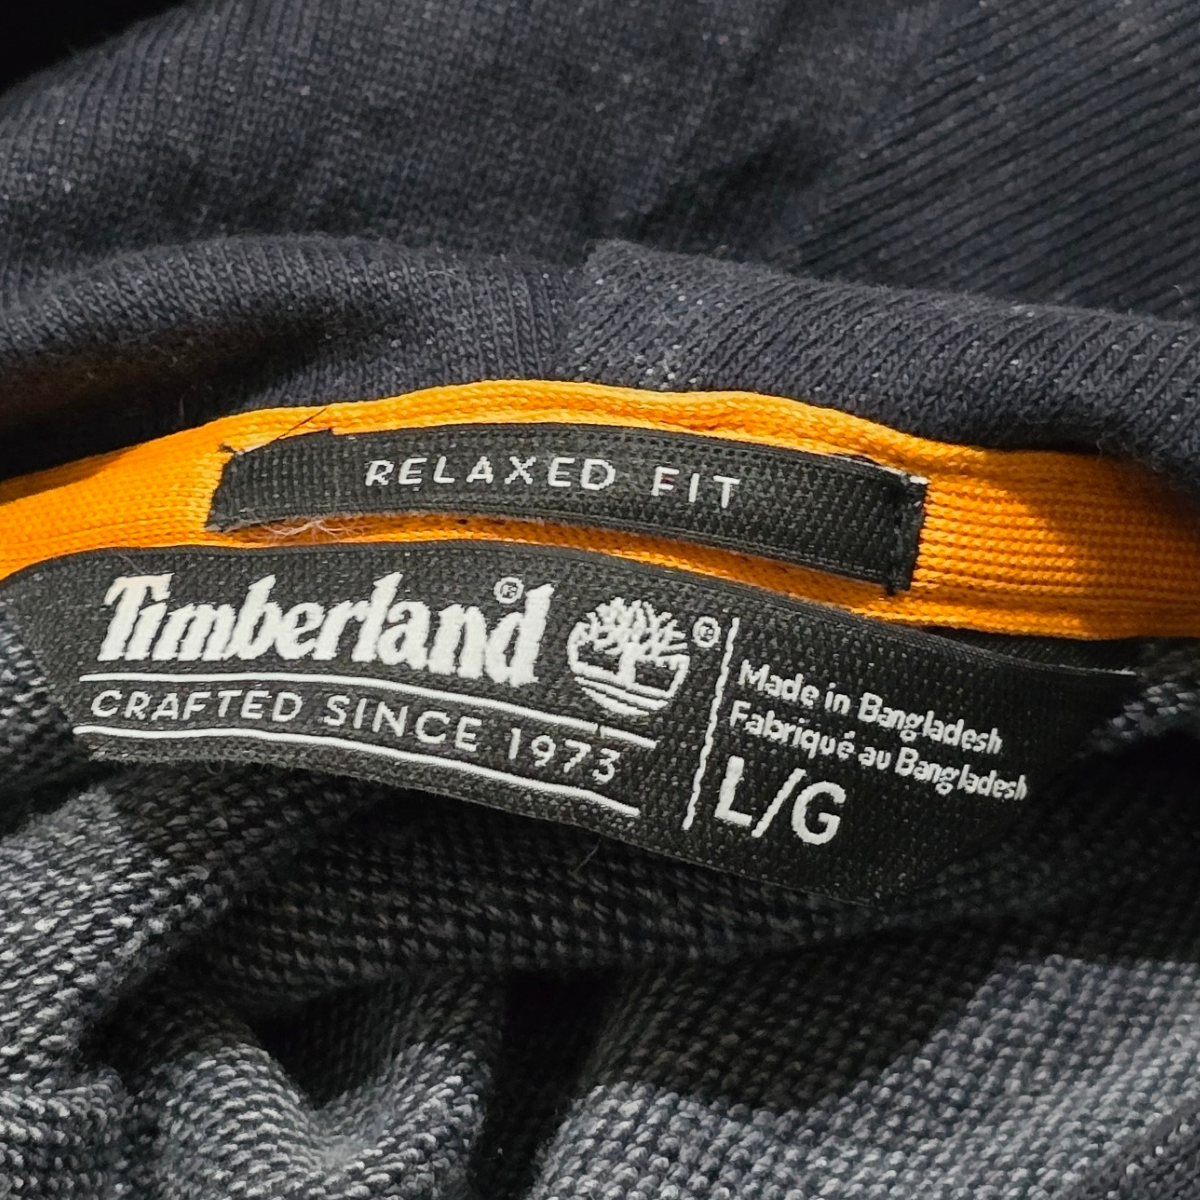 RELAXED FIT
Timberland®
®
CRAFTED SINCE 1973
Made in Bangladesh
Fabriqué au Bangladesh
L/G